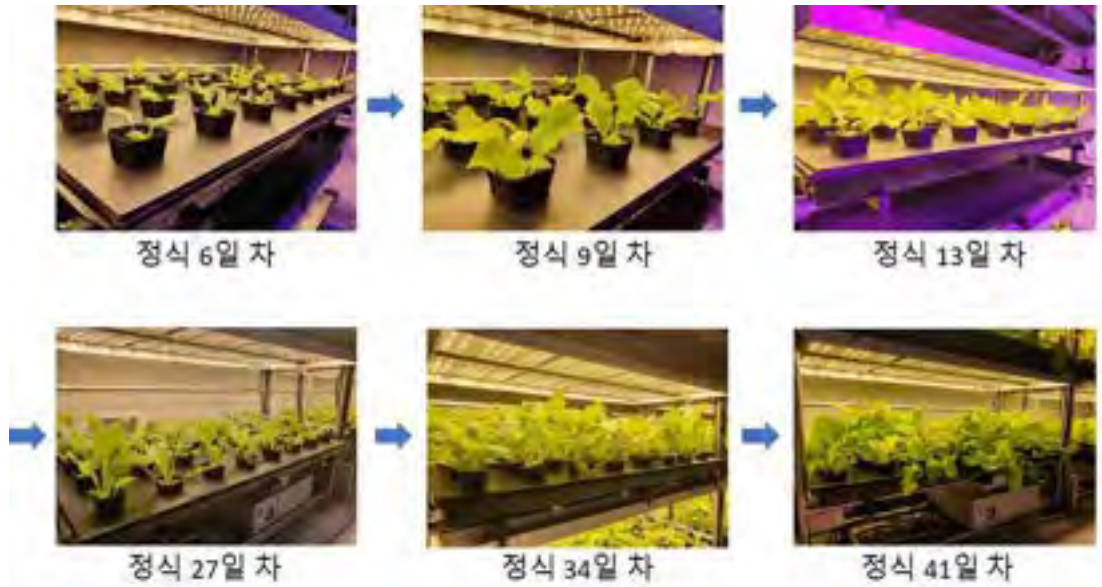 정식 6일 차
정식 9일 차
정식 13일 차
정식 27일 차
정식 34일 차
정식 41일 차